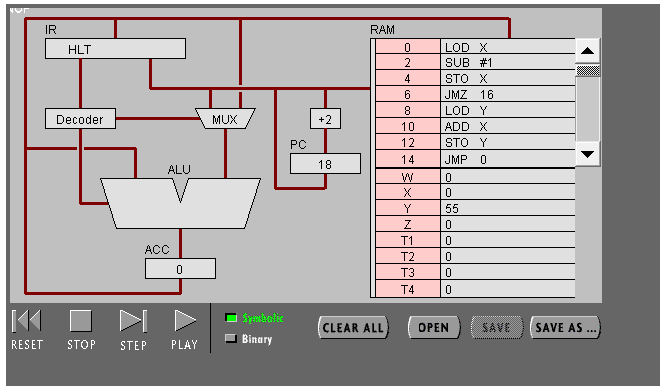 IR
HLT
Decoder
MUX
+2
PC
18
ALU
ACC
0
RAM
0 LOD X
2 SUB #1
4 STO X
6 JMZ 16
8 LOD Y
10 ADD X
12 STO Y
14 JMP 0
W 0
X 0
Y 55
Z 0
T1 0
T2 0
T3 0
T4 0
RESET
STOP
STEP
PLAY
Symbolic
Binary
CLEAR ALL
OPEN
SAVE
SAVE AS ...